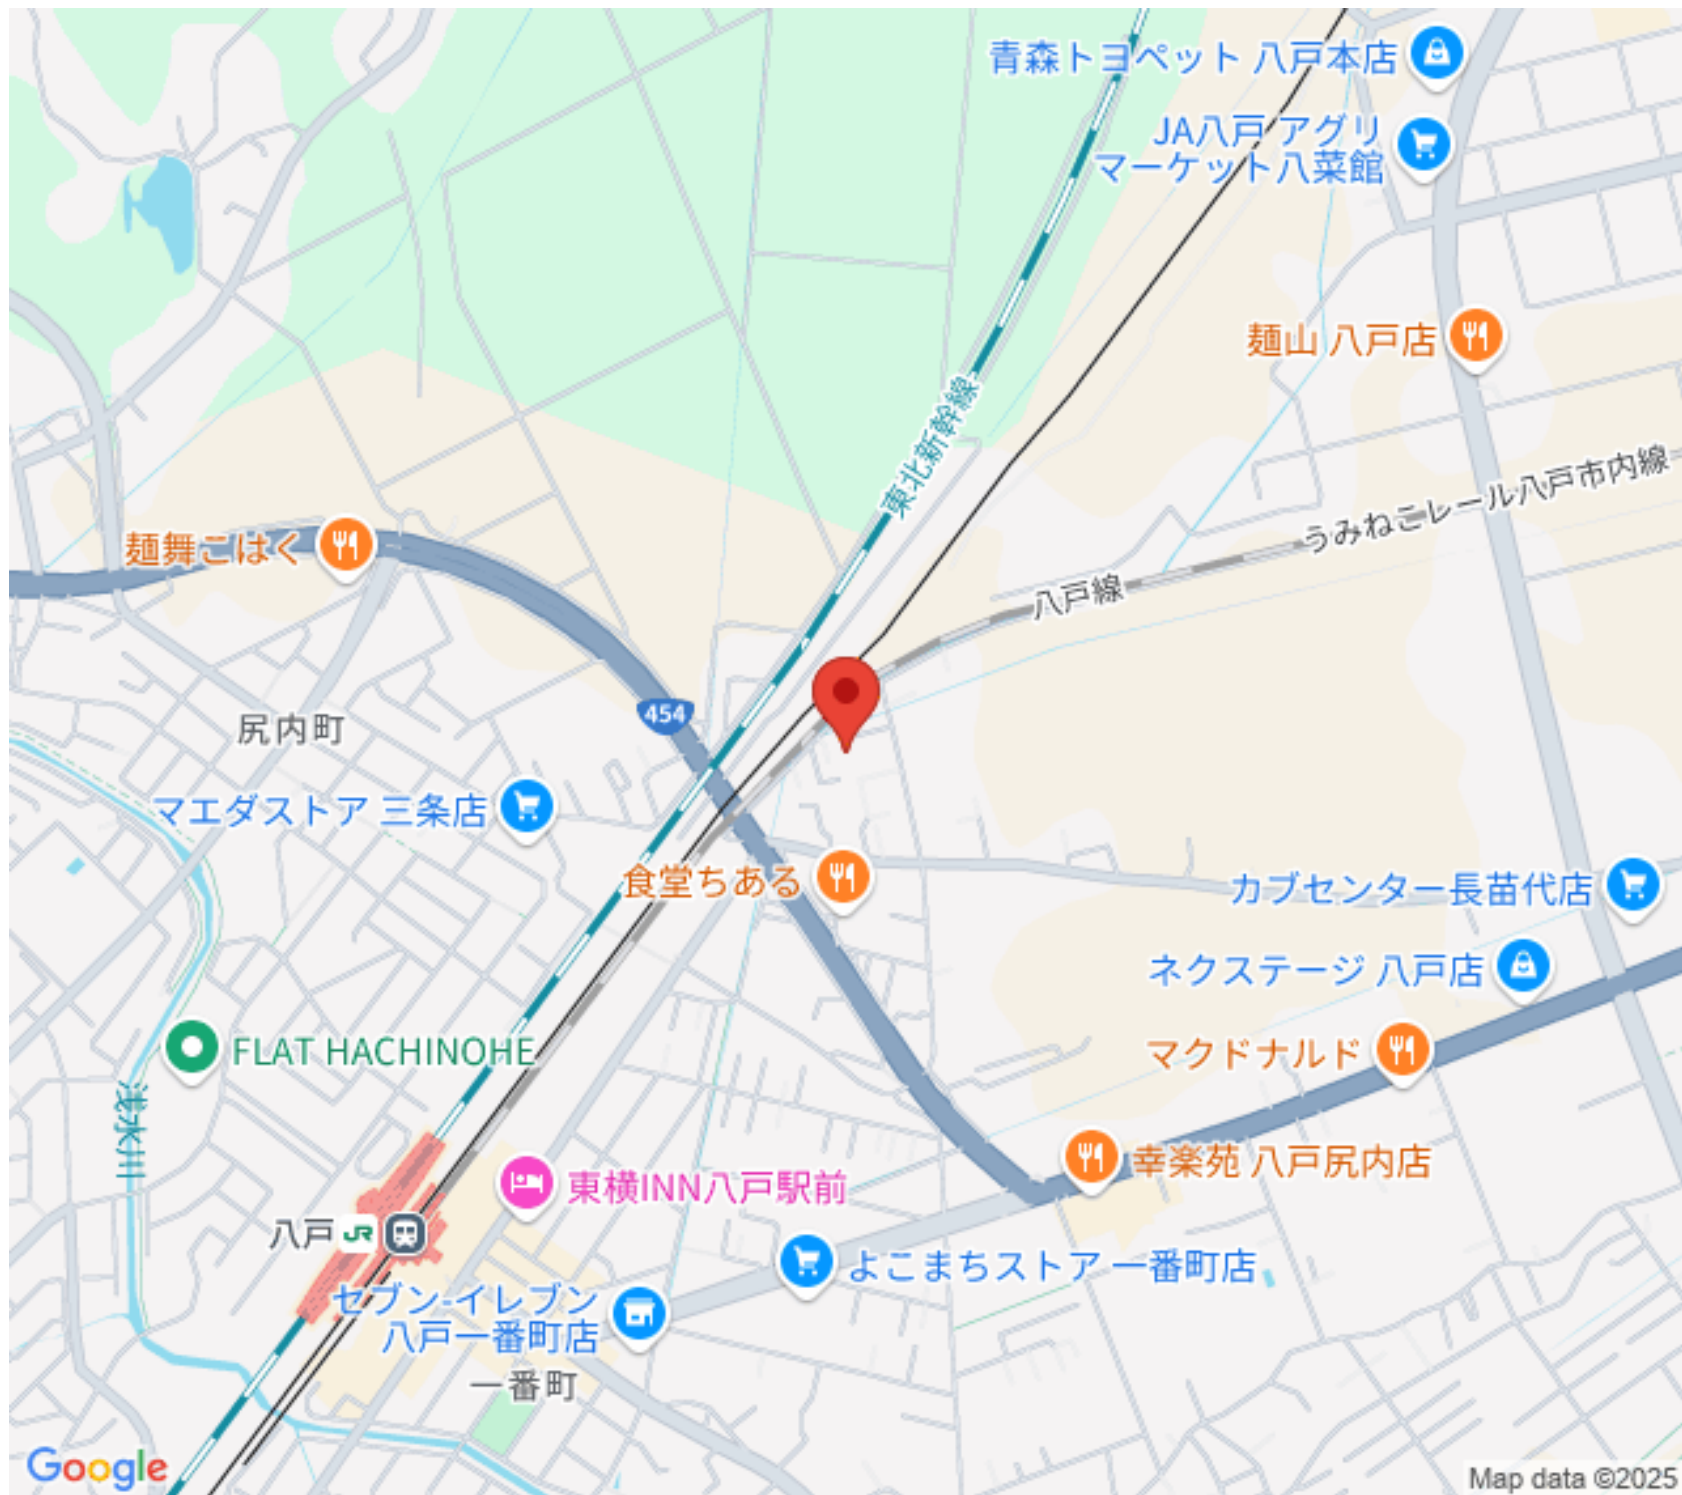 青森トヨペット 八戸本店
JA八戸 アグリ
マーケット八菜館
麺山 八戸店
東北新幹線
うみねこレール八戸市内線
麺舞こはく
八戸線
454
尻内町
マエダストア 三条店
食堂ちある
カブセンター長苗代店
ネクステージ 八戸店
FLAT HACHINOHE
マクドナルド
浅水川
幸楽苑 八戸尻内店
東横INN八戸駅前
八戸 JR
よこまちストア 一番町店
セブン-イレブン
八戸一番町店
一番町
Google
Map data ©2025